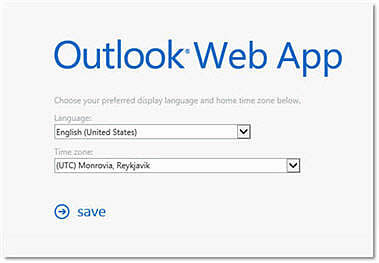 Outlook® Web App
Choose your preferred display language and home time zone below.
Language:
English (United States)
Time zone:
(UTC) Monrovia, Reykjavik
save